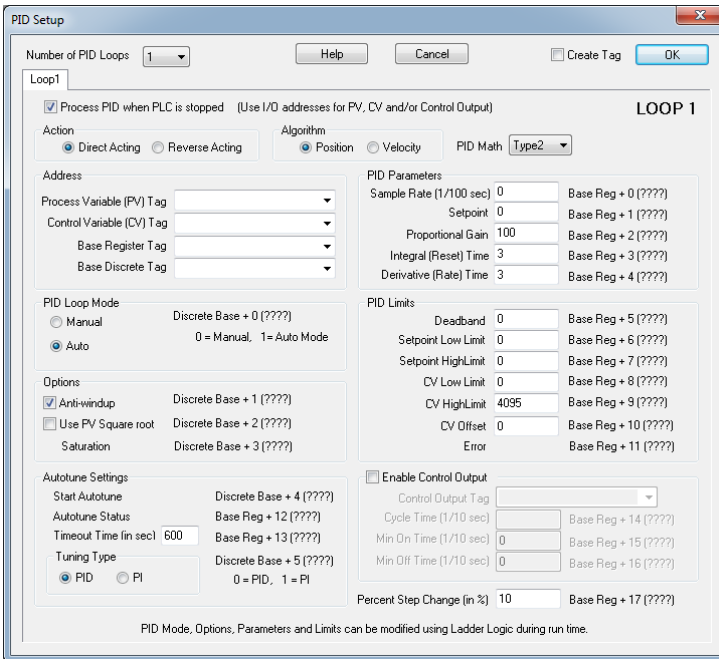 PID Setup
Number of PID Loops 1 Help Cancel Create Tag OK
Loop1
Process PID when PLC is stopped (Use I/O addresses for PV, CV and/or Control Output) LOOP 1
Action
Direct Acting Reverse Acting
Algorithm
Position Velocity
PID Math Type2
Address
Process Variable (PV) Tag
Control Variable (CV) Tag
Base Register Tag
Base Discrete Tag
PID Parameters
Sample Rate (1/100 sec) 0 Base Reg + 0 (????)
Setpoint 0 Base Reg + 1 (????)
Proportional Gain 100 Base Reg + 2 (????)
Integral (Reset) Time 3 Base Reg + 3 (????)
Derivative (Rate) Time 3 Base Reg + 4 (????)
PID Loop Mode
Manual Discrete Base + 0 (????)
Auto 0 = Manual, 1= Auto Mode
PID Limits
Deadband 0 Base Reg + 5 (????)
Setpoint Low Limit 0 Base Reg + 6 (????)
Setpoint HighLimit 0 Base Reg + 7 (????)
CV Low Limit 0 Base Reg + 8 (????)
CV HighLimit 4095 Base Reg + 9 (????)
CV Offset 0 Base Reg + 10 (????)
Error Base Reg + 11 (????)
Options
Anti-windup Discrete Base + 1 (????)
Use PV Square root Discrete Base + 2 (????)
Saturation Discrete Base + 3 (????)
Autotune Settings
Start Autotune Discrete Base + 4 (????)
Autotune Status Base Reg + 12 (????)
Timeout Time (in sec) 600 Base Reg + 13 (????)
Tuning Type Discrete Base + 5 (????)
PID PI 0 = PID, 1 = PI
Enable Control Output
Control Output Tag
Cycle Time (1/10 sec) Base Reg + 14 (????)
Min On Time (1/10 sec) 0 Base Reg + 15 (????)
Min Off Time (1/10 sec) 0 Base Reg + 16 (????)
Percent Step Change (in %) 10 Base Reg + 17 (????)
PID Mode, Options, Parameters and Limits can be modified using Ladder Logic during run time.